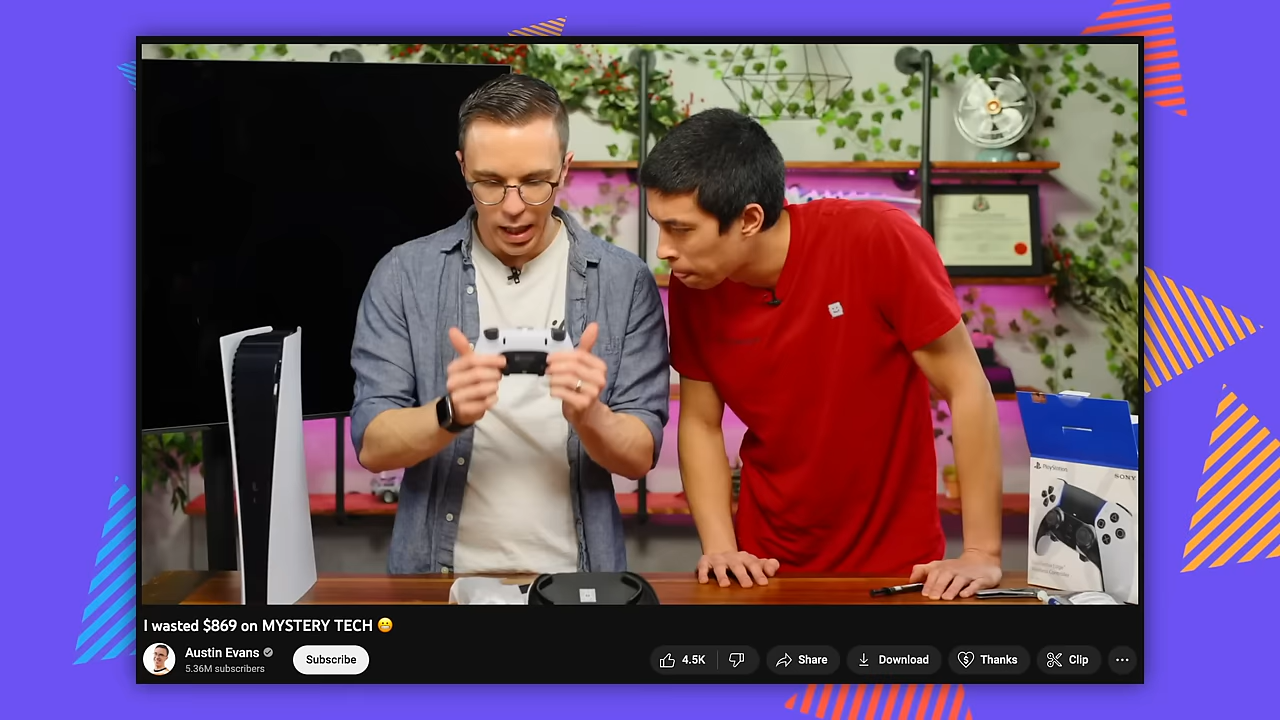 PlayStation
SONY
I wasted $869 on MYSTERY TECH 😬
Austin Evans
5.36M subscribers
Subscribe
4.5K
Share
Download
Thanks
Clip